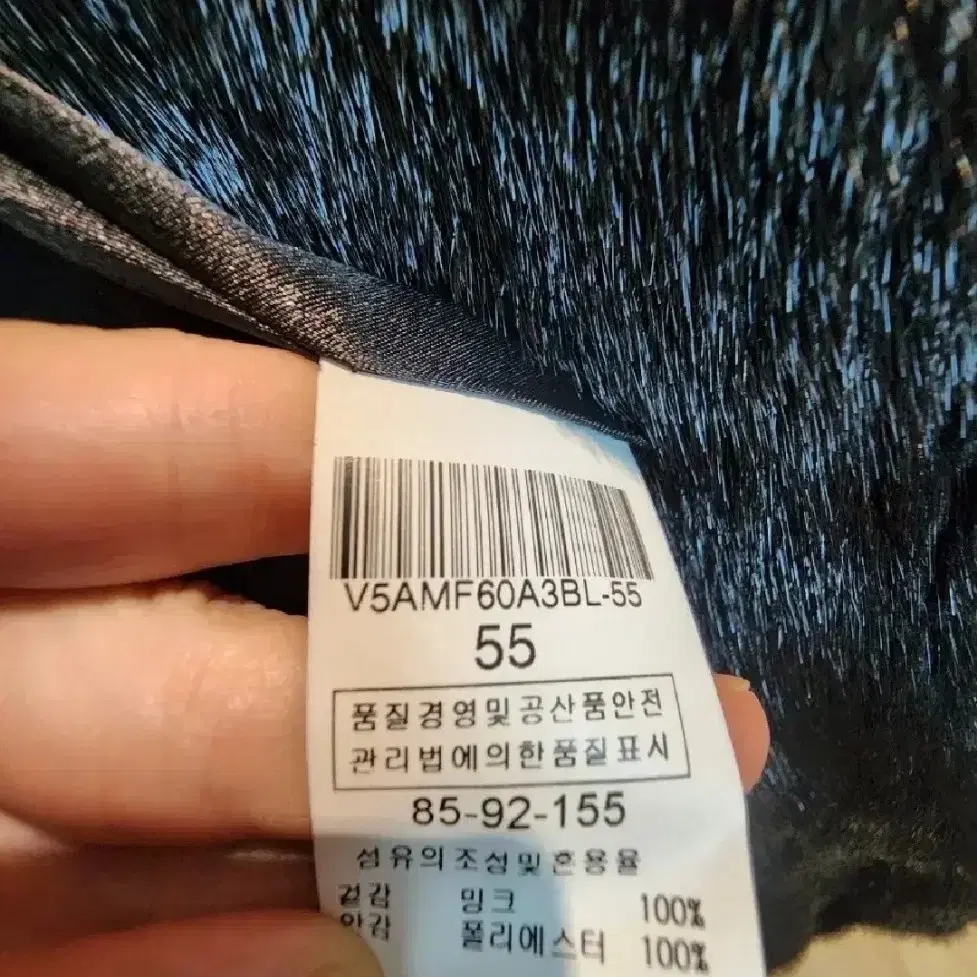 V5AMF60A3BL-55
55
품질경영및공산품안전
관리법에의한품질표시
85-92-155
섬유의조성및혼용율
겉감 밍크 100%
안감 폴리에스터 100%